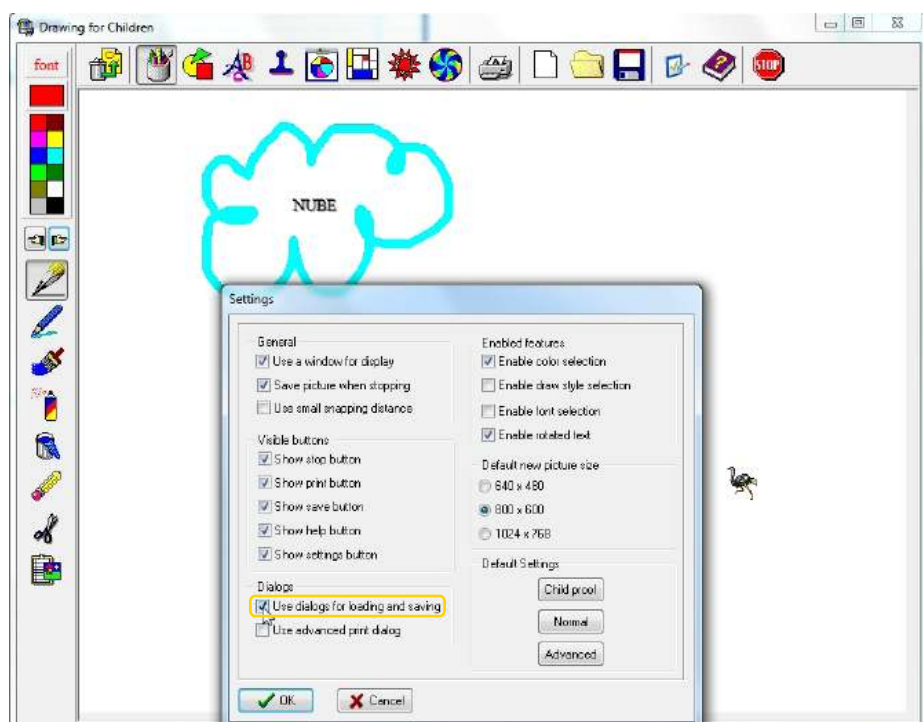 Drawing for Children
font
STOP
NUBE
Settings
General
Use a window for display
Save picture when stopping
Use small snapping distance
Visible buttons
Show stop button
Show print button
Show save button
Show help button
Show settings button
Dialogs
Use dialogs for loading and saving
Use advanced print dialog
Enabled features
Enable color selection
Enable draw style selection
Enable font selection
Enable rotated text
Default new picture size
640 x 480
800 x 600
1024 x 768
Default Settings
Child proof
Normal
Advanced
OK
Cancel